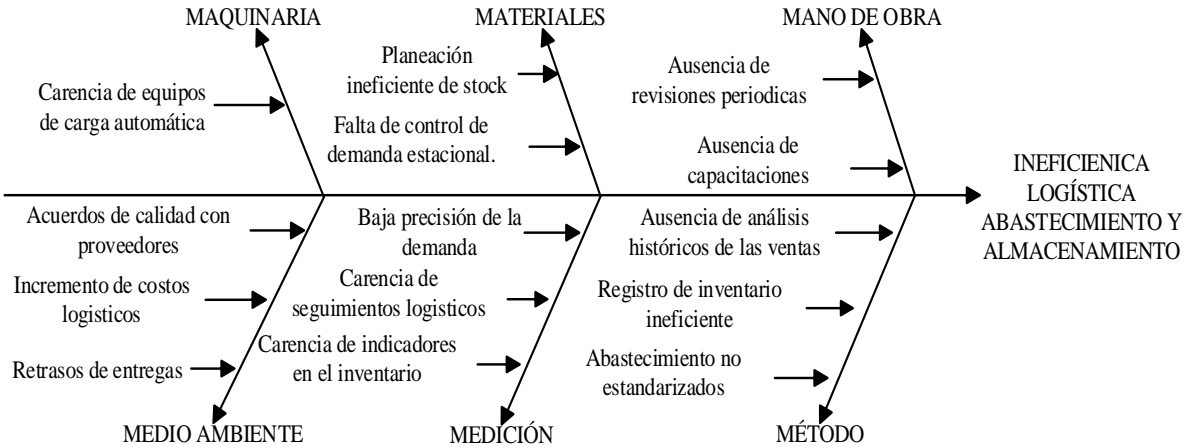 MAQUINARIA
MATERIALES
MANO DE OBRA
Carencia de equipos
de carga automática
Planeación
ineficiente de stock
Falta de control de
demanda estacional.
Ausencia de
revisiones periodicas
Ausencia de
capacitaciones
INEFICIENICA
LOGÍSTICA
ABASTECIMIENTO Y
ALMACENAMIENTO
Acuerdos de calidad con
proveedores
Incremento de costos
logisticos
Retrasos de entregas
Baja precisión de la
demanda
Carencia de
seguimientos logisticos
Carencia de indicadores
en el inventario
Ausencia de análisis
históricos de las ventas
Registro de inventario
ineficiente
Abastecimiento no
estandarizados
MEDIO AMBIENTE
MEDICIÓN
MÉTODO